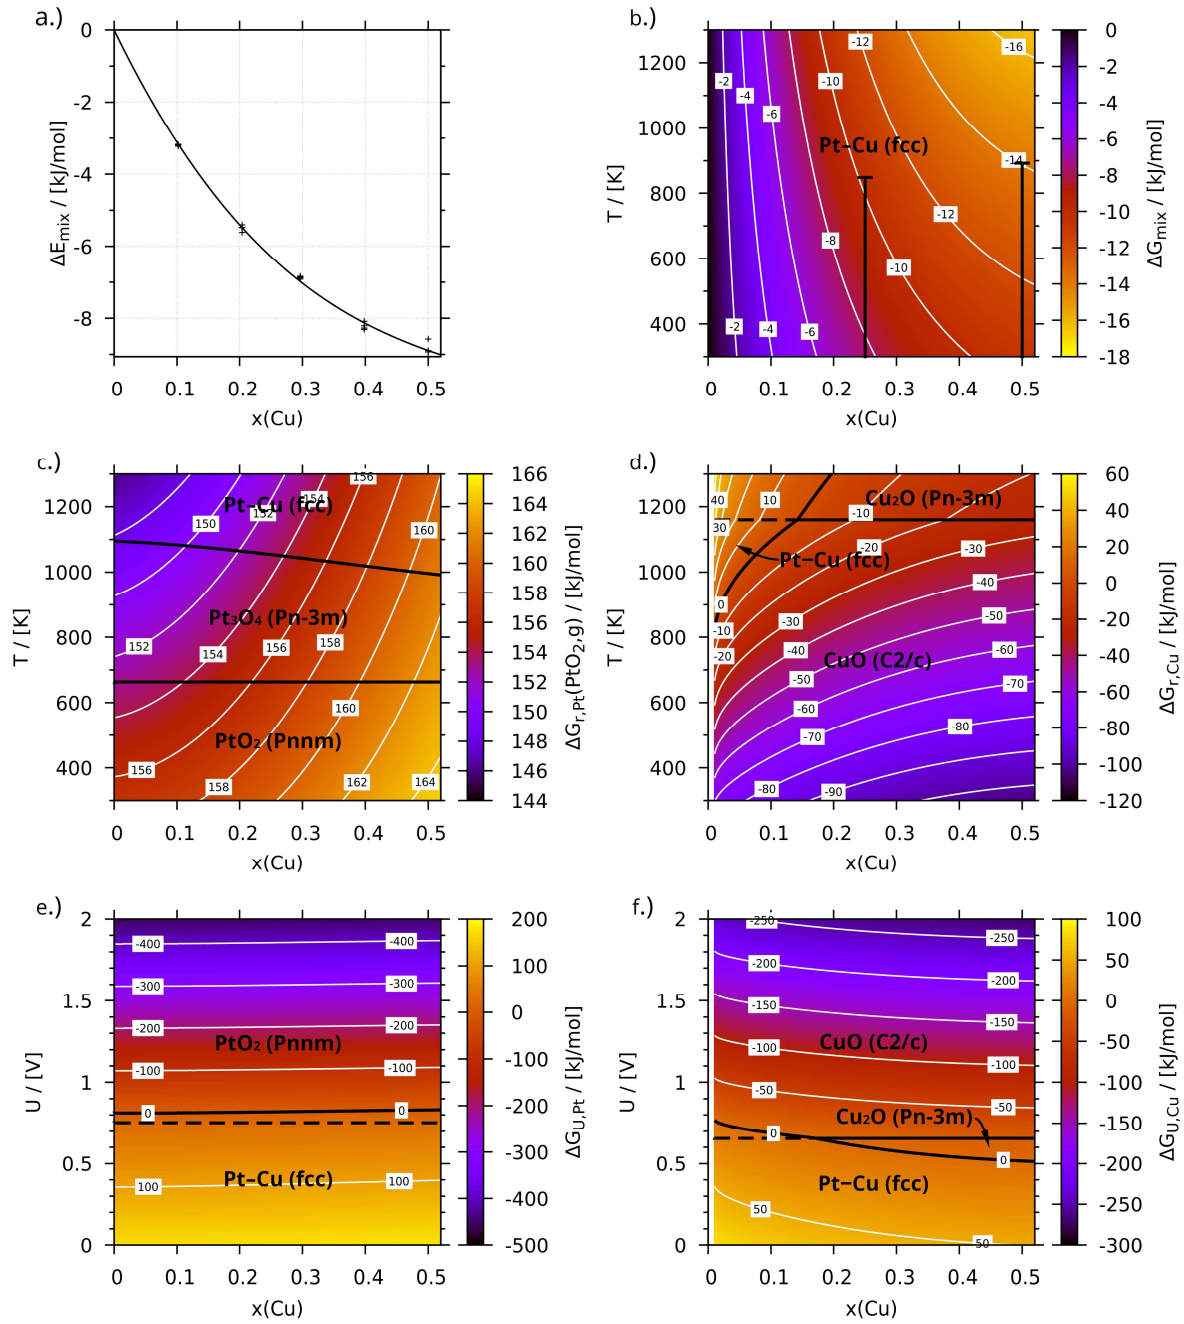 a.)
0
-2
-4
-6
-8
ΔEmix / [kJ/mol]
0 0.1 0.2 0.3 0.4 0.5
x(Cu)
b.)
1200
1000
800
600
400
T / [K]
-2 -4 -6 -10 -12 -16
Pt−Cu (fcc)
-14
-12
-8
-10
-2 -4 -6
0 0.1 0.2 0.3 0.4 0.5
x(Cu)
0
-2
-4
-6
-8
-10
-12
-14
-16
-18
ΔGmix / [kJ/mol]
c.)
1200
1000
800
600
400
T / [K]
156
Pt−Cu (fcc)
154
152
150
160
Pt₃O₄ (Pn-3m)
152 154 156 158
160
PtO₂ (Pnnm)
156 158 162 164
0 0.1 0.2 0.3 0.4 0.5
x(Cu)
166
164
162
160
158
156
154
152
150
148
146
144
ΔGr,Pt(PtO2,g) / [kJ/mol]
d.)
1200
1000
800
600
400
T / [K]
40 10 Cu₂O (Pn-3m)
30 -10
-20 -30
Pt−Cu (fcc)
-40
0
-10 -30 -50
-20 -40 -60
CuO (C2/c)
-50 -70
-60
-70 -80
-80 -90
0 0.1 0.2 0.3 0.4 0.5
x(Cu)
60
40
20
0
-20
-40
-60
-80
-100
-120
ΔGr,Cu / [kJ/mol]
e.)
2
1.5
1
0.5
0
U / [V]
-400 -400
-300 -300
-200 -200
PtO₂ (Pnnm)
-100 -100
0 0
Pt−Cu (fcc)
100 100
0 0.1 0.2 0.3 0.4 0.5
x(Cu)
200
100
0
-100
-200
-300
-400
-500
ΔGU,Pt / [kJ/mol]
f.)
2
1.5
1
0.5
0
U / [V]
-250 -250
-200 -200
-150 -150
CuO (C2/c)
-100 -100
-50 -50
Cu₂O (Pn-3m)
0 0
Pt−Cu (fcc)
50 50
0 0.1 0.2 0.3 0.4 0.5
x(Cu)
100
50
0
-50
-100
-150
-200
-250
-300
ΔGU,Cu / [kJ/mol]